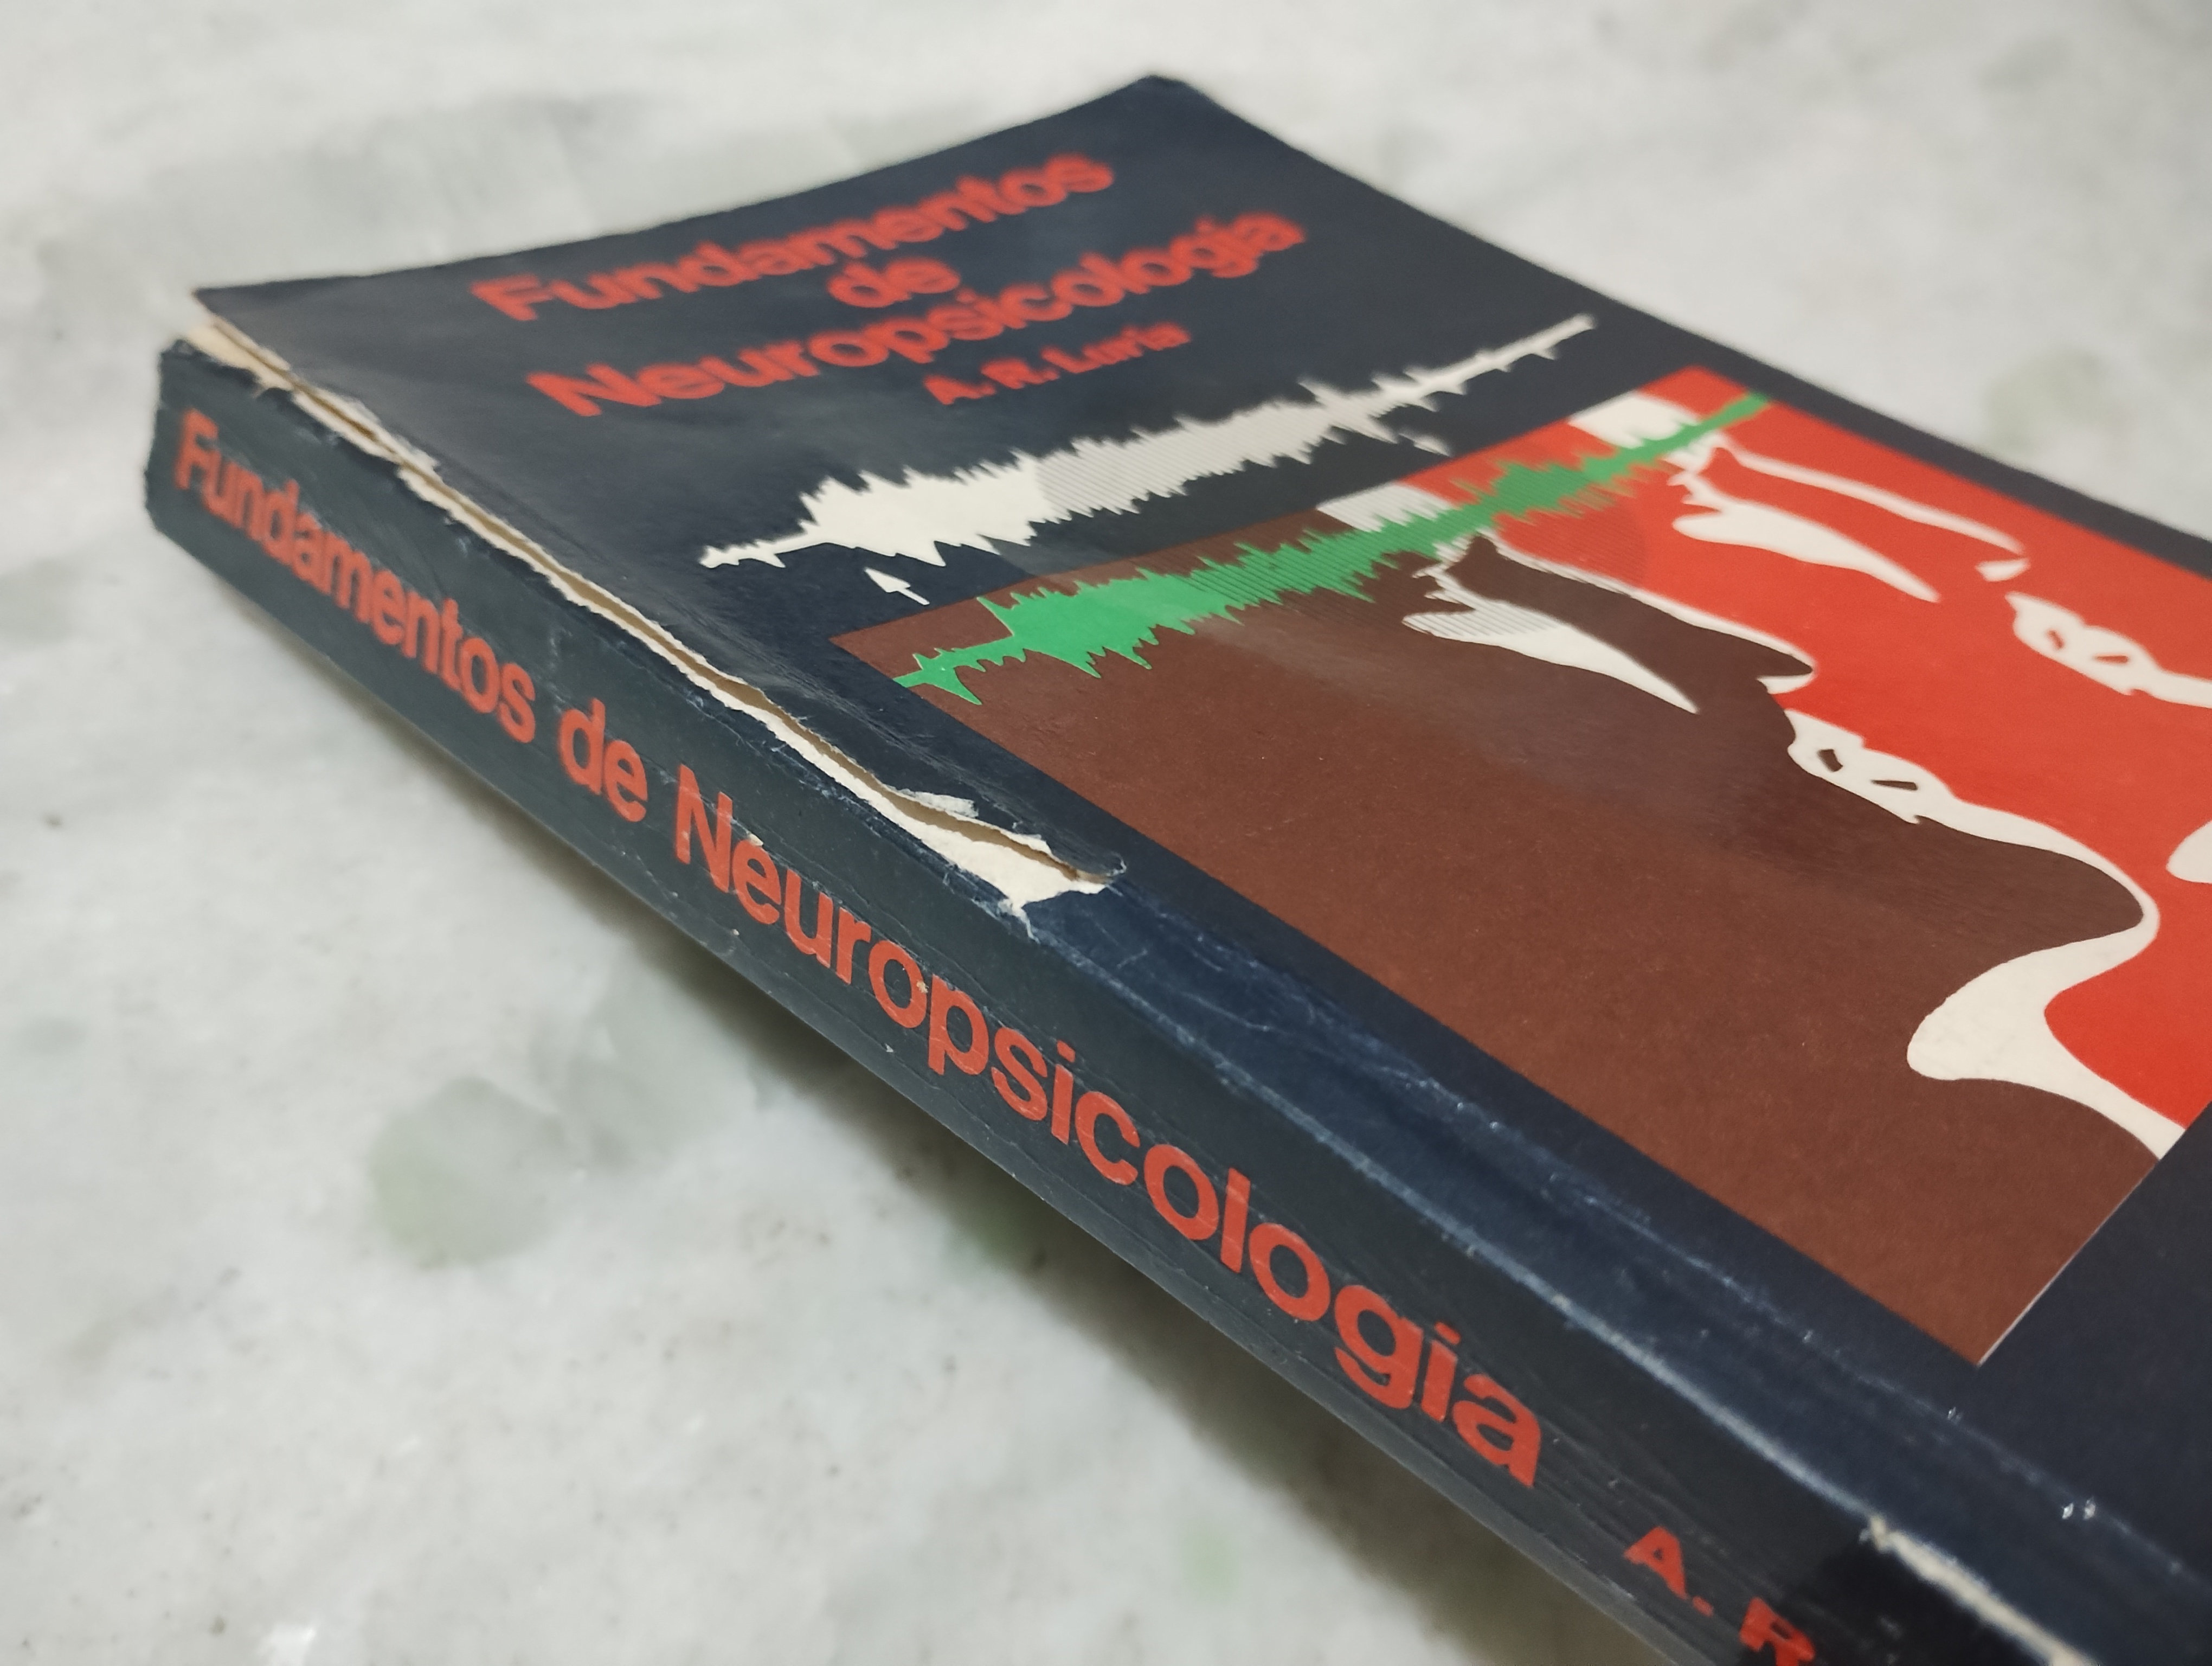 Fundamentos
de
Neuropsicologia
A. R. Luria
Fundamentos de Neuropsicologia
A. R